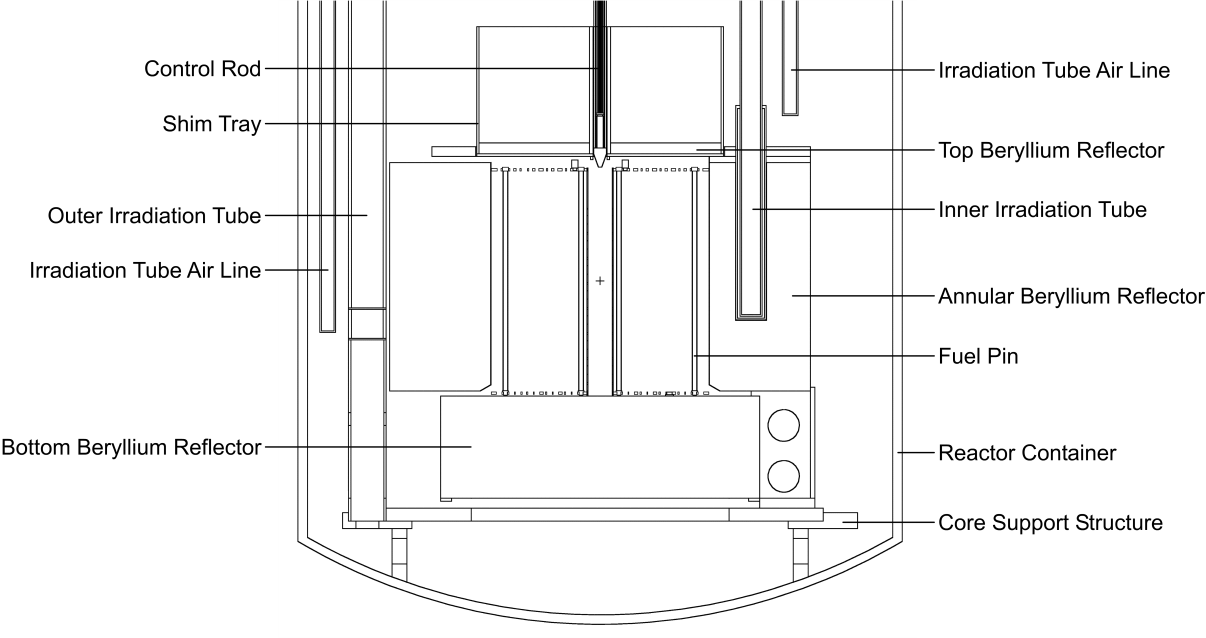 Control Rod
Shim Tray
Outer Irradiation Tube
Irradiation Tube Air Line
Bottom Beryllium Reflector
Irradiation Tube Air Line
Top Beryllium Reflector
Inner Irradiation Tube
Annular Beryllium Reflector
Fuel Pin
Reactor Container
Core Support Structure